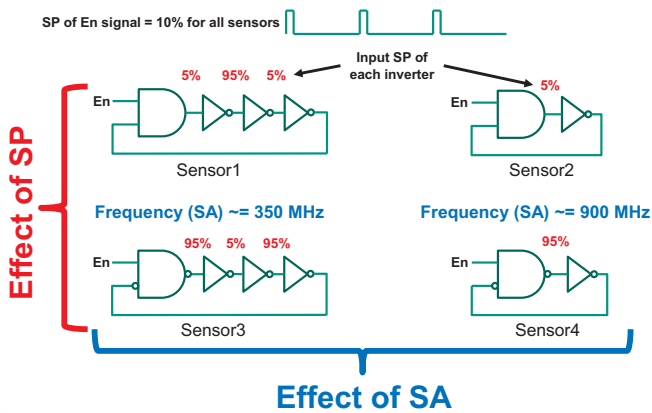 SP of En signal = 10% for all sensors
Input SP of
each inverter
5% 95% 5%
En
Sensor1
5%
En
Sensor2
Effect of SP
Frequency (SA) ~= 350 MHz
Frequency (SA) ~= 900 MHz
95% 5% 95%
En
Sensor3
95%
En
Sensor4
Effect of SA